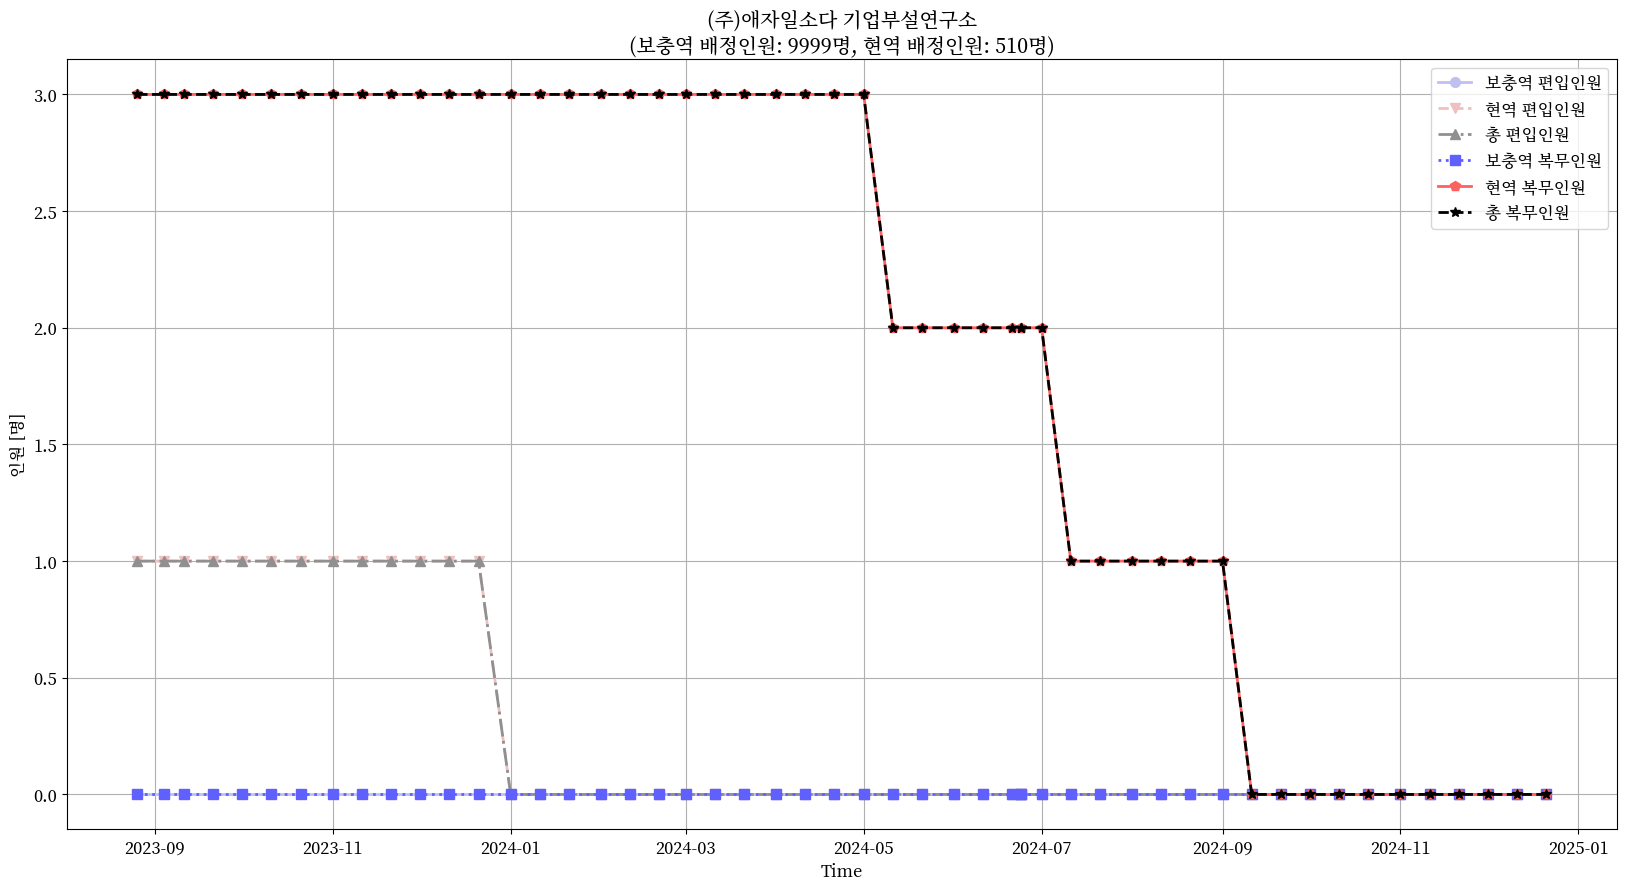 (주)애자일소다 기업부설연구소
(보충역 배정인원: 9999명, 현역 배정인원: 510명)
보충역 편입인원
현역 편입인원
총 편입인원
보충역 복무인원
현역 복무인원
총 복무인원
인원 [명]
3.0
2.5
2.0
1.5
1.0
0.5
0.0
2023-09 2023-11 2024-01 2024-03 2024-05 2024-07 2024-09 2024-11 2025-01
Time